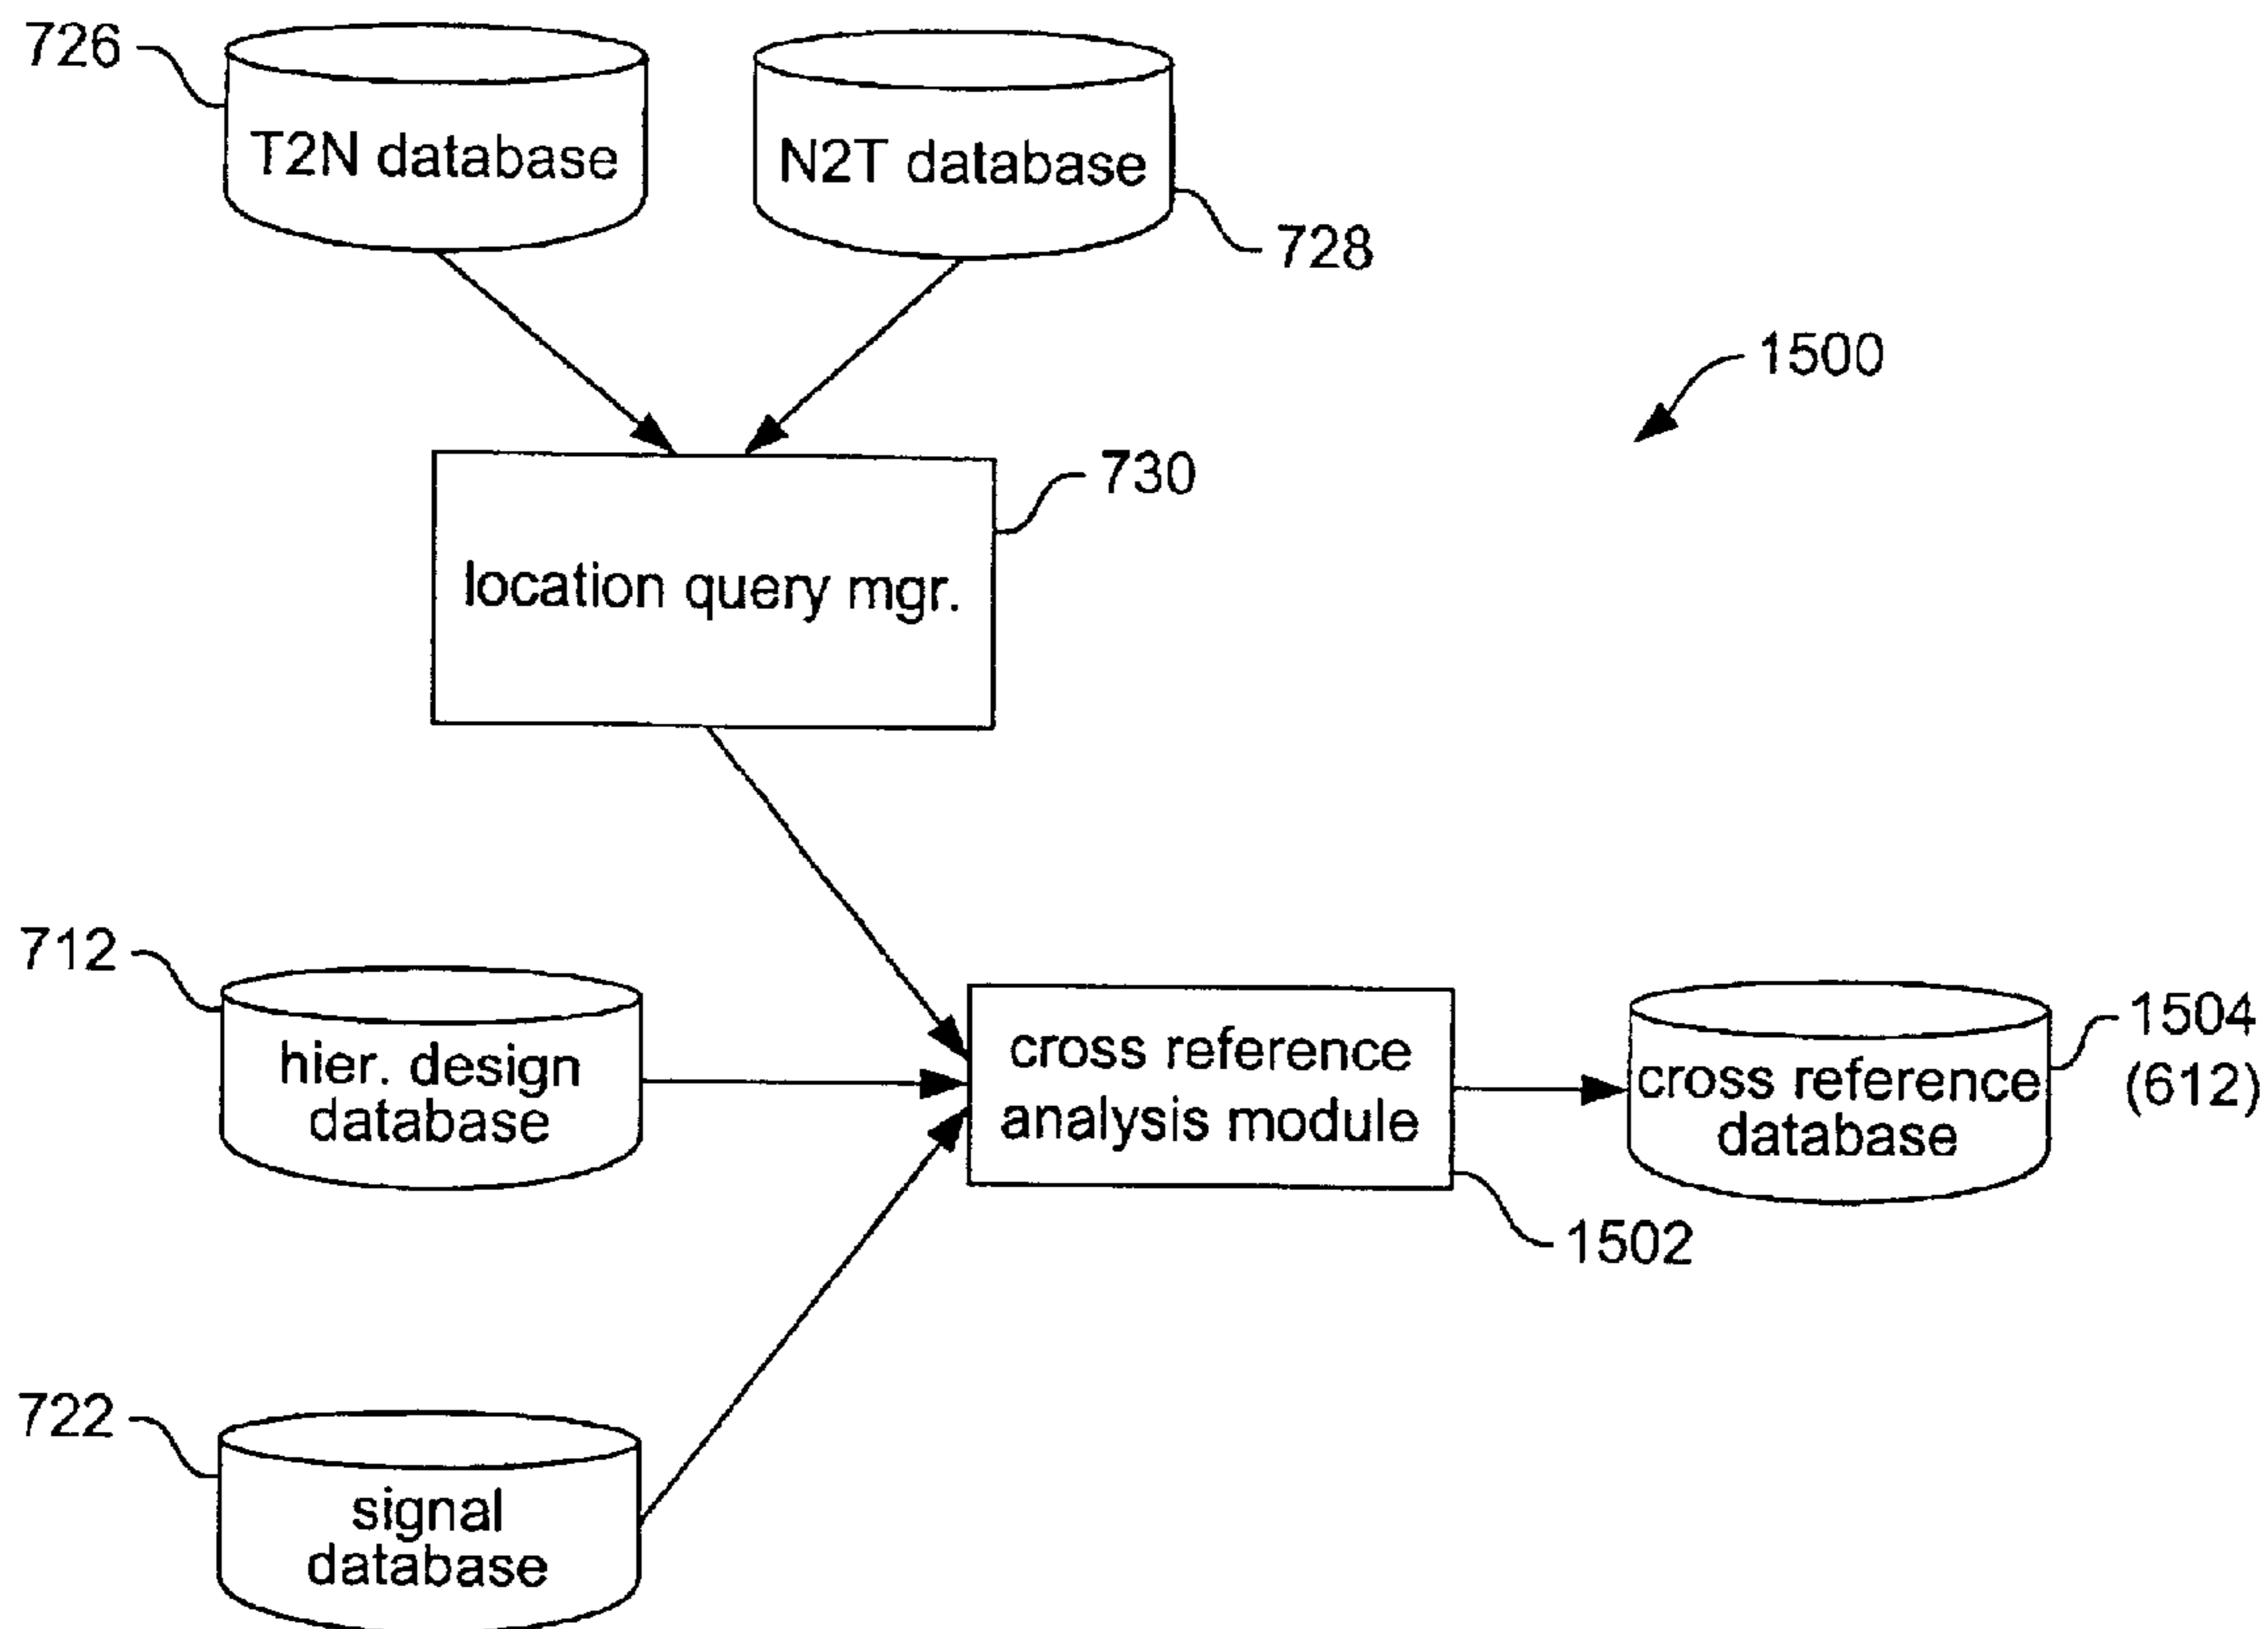 726
T2N database
N2T database
728
1500
730
location query mgr.
712
hier. design
database
cross reference
analysis module
1504
(612)
cross reference
database
1502
722
signal
database